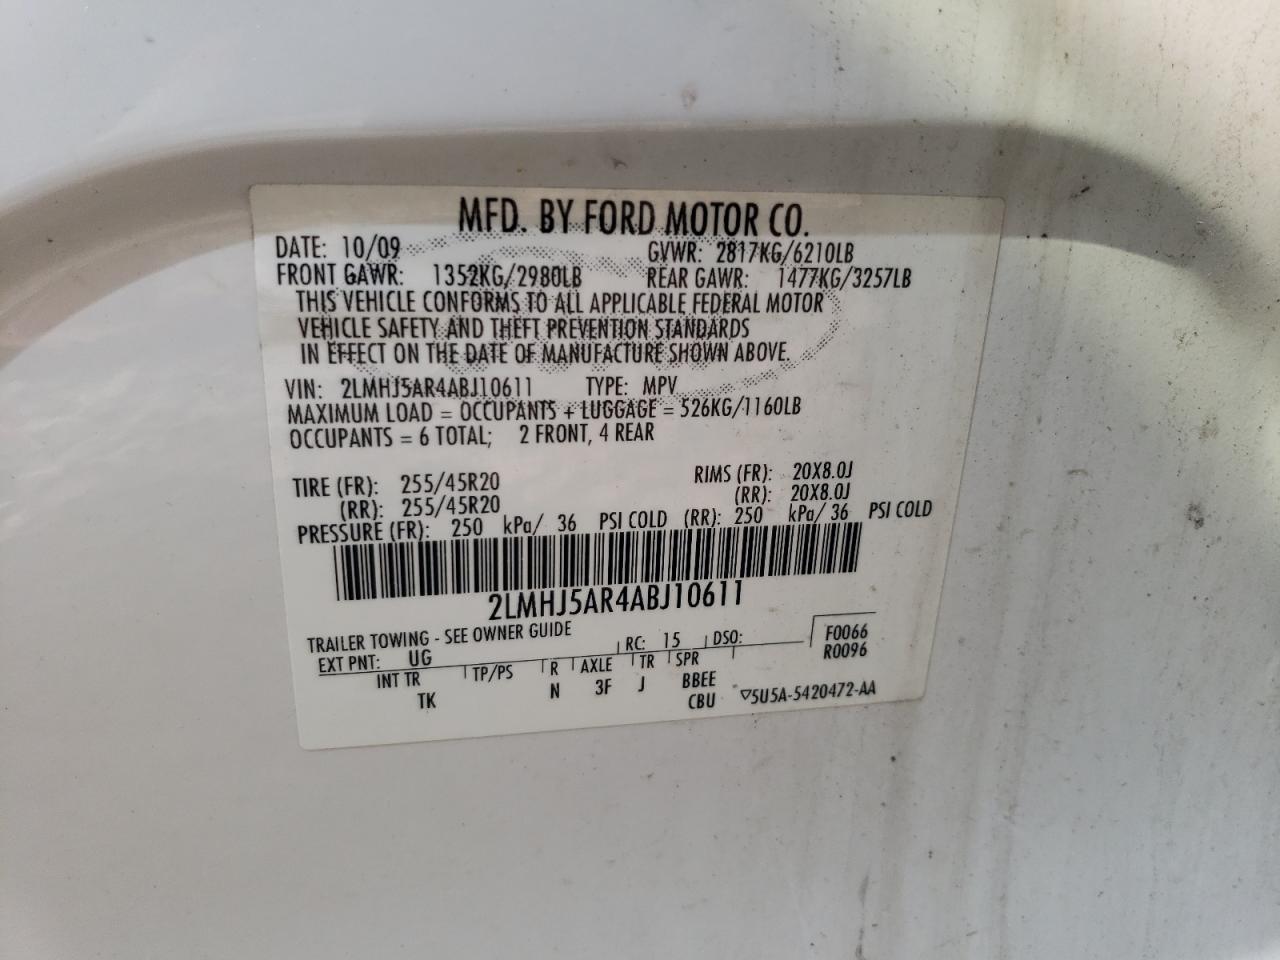 MFD. BY FORD MOTOR CO.
DATE: 10/09 GVWR: 2817KG/6210LB
FRONT GAWR: 1352KG/2980LB REAR GAWR: 1477KG/3257LB
THIS VEHICLE CONFORMS TO ALL APPLICABLE FEDERAL MOTOR
VEHICLE SAFETY AND THEFT PREVENTION STANDARDS
IN EFFECT ON THE DATE OF MANUFACTURE SHOWN ABOVE.
VIN: 2LMHJ5AR4ABJ10611 TYPE: MPV
MAXIMUM LOAD = OCCUPANTS + LUGGAGE = 526KG/1160LB
OCCUPANTS = 6 TOTAL; 2 FRONT, 4 REAR
TIRE (FR): 255/45R20 RIMS (FR): 20X8.0J
(RR): 255/45R20 (RR): 20X8.0J
PRESSURE (FR): 250 kPa/ 36 PSI COLD (RR): 250 kPa/ 36 PSI COLD
2LMHJ5AR4ABJ10611
TRAILER TOWING - SEE OWNER GUIDE
EXT PNT: UG RC: 15 DSO: F0066
R0096
INT TR TP/PS R AXLE TR SPR
TK N 3F J BBEE
CBU ▽5U5A-5420472-AA